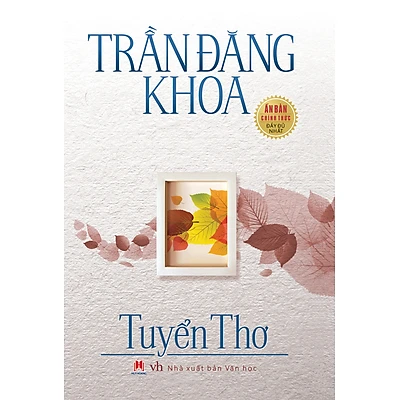 TRẦN ĐĂNG
KHOA
ẤN BẢN
CHÍNH THỨC
ĐẦY ĐỦ
NHẤT
Tuyển Thơ
vh Nhà xuất bản Văn học